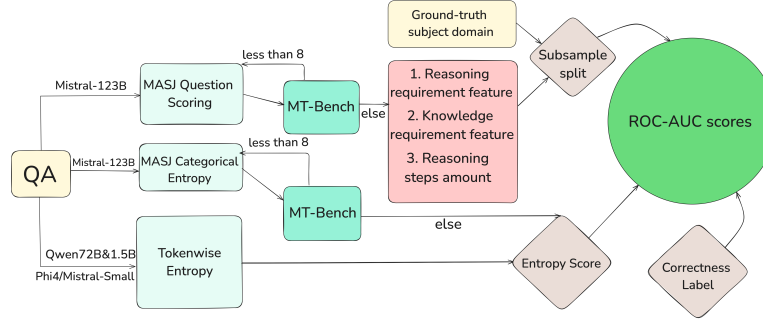 Ground-truth
subject domain
Subsample
split
less than 8
Mistral-123B
MASJ Question
Scoring
MT-Bench
else
1. Reasoning
requirement feature
2. Knowledge
requirement feature
3. Reasoning
steps amount
ROC-AUC scores
less than 8
QA
Mistral-123B
MASJ Categorical
Entropy
MT-Bench
else
Qwen72B&1.5B
Phi4/Mistral-Small
Tokenwise
Entropy
Entropy Score
Correctness
Label